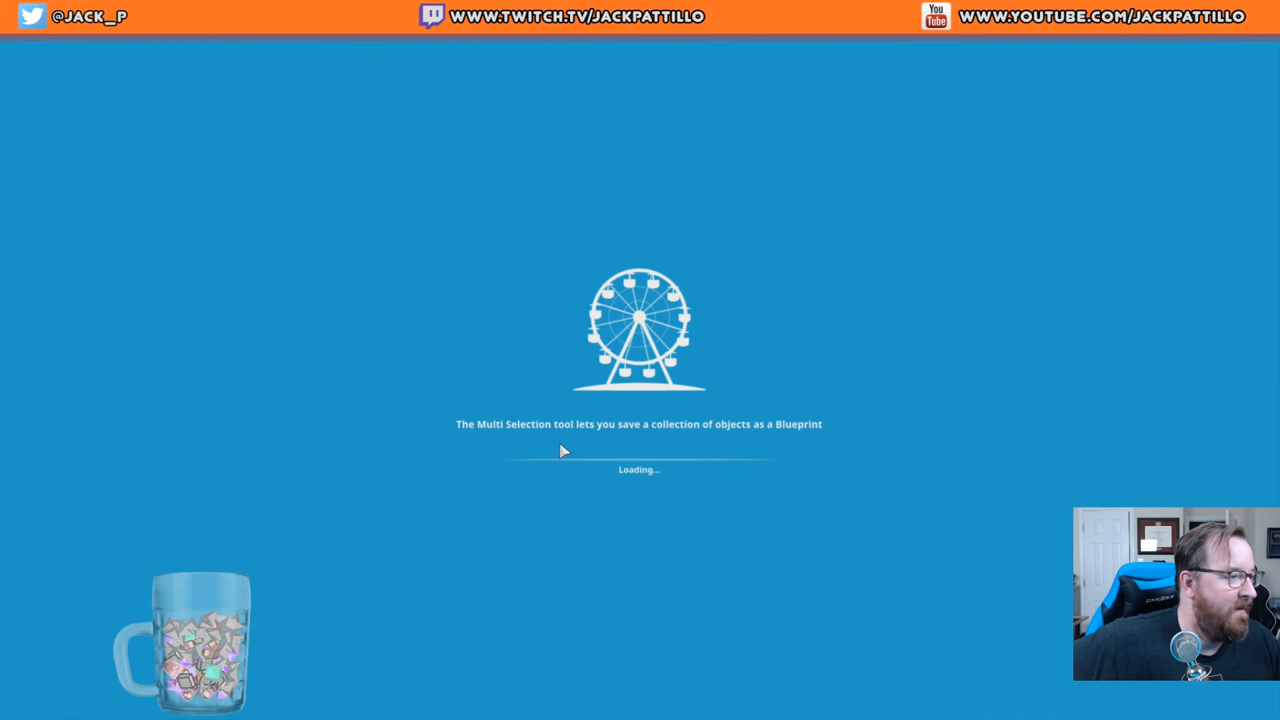 @JACK_P
WWW.TWITCH.TV/JACKPATTILLO
You
Tube
WWW.YOUTUBE.COM/JACKPATTILLO
The Multi Selection tool lets you save a collection of objects as a Blueprint
Loading...